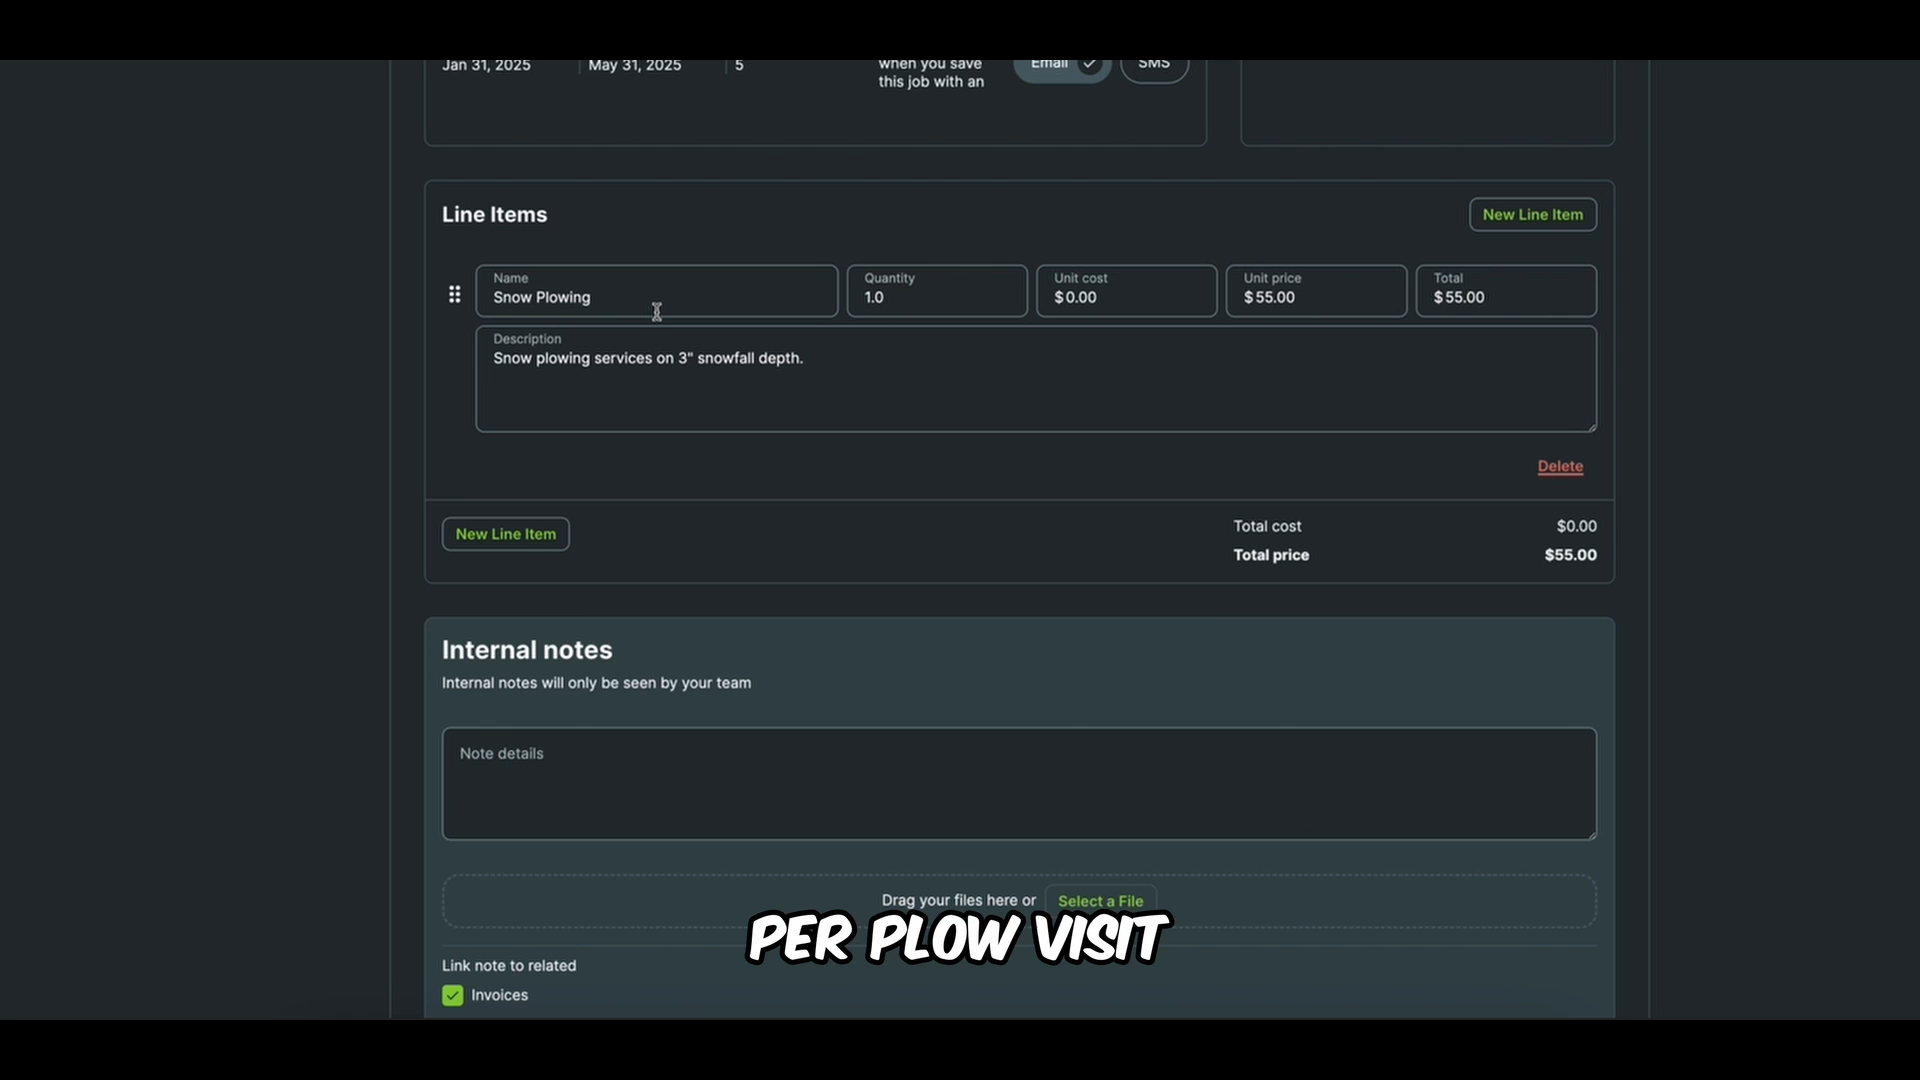 Jan 31, 2025 May 31, 2025 5 when you save Email SMS
this job with an
Line Items New Line Item
Name Quantity Unit cost Unit price Total
Snow Plowing 1.0 $0.00 $55.00 $55.00
Description
Snow plowing services on 3" snowfall depth.
Delete
New Line Item Total cost $0.00
Total price $55.00
Internal notes
Internal notes will only be seen by your team
Note details
Drag your files here or Select a File
PER PLOW VISIT
Link note to related
Invoices